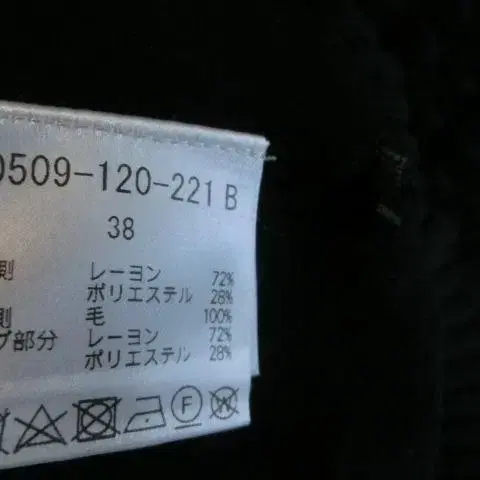 0509-120-221 B
38
側
レーヨン 72%
ポリエステル 28%
側 毛 100%
ブ部分 レーヨン 72%
ポリエステル 28%